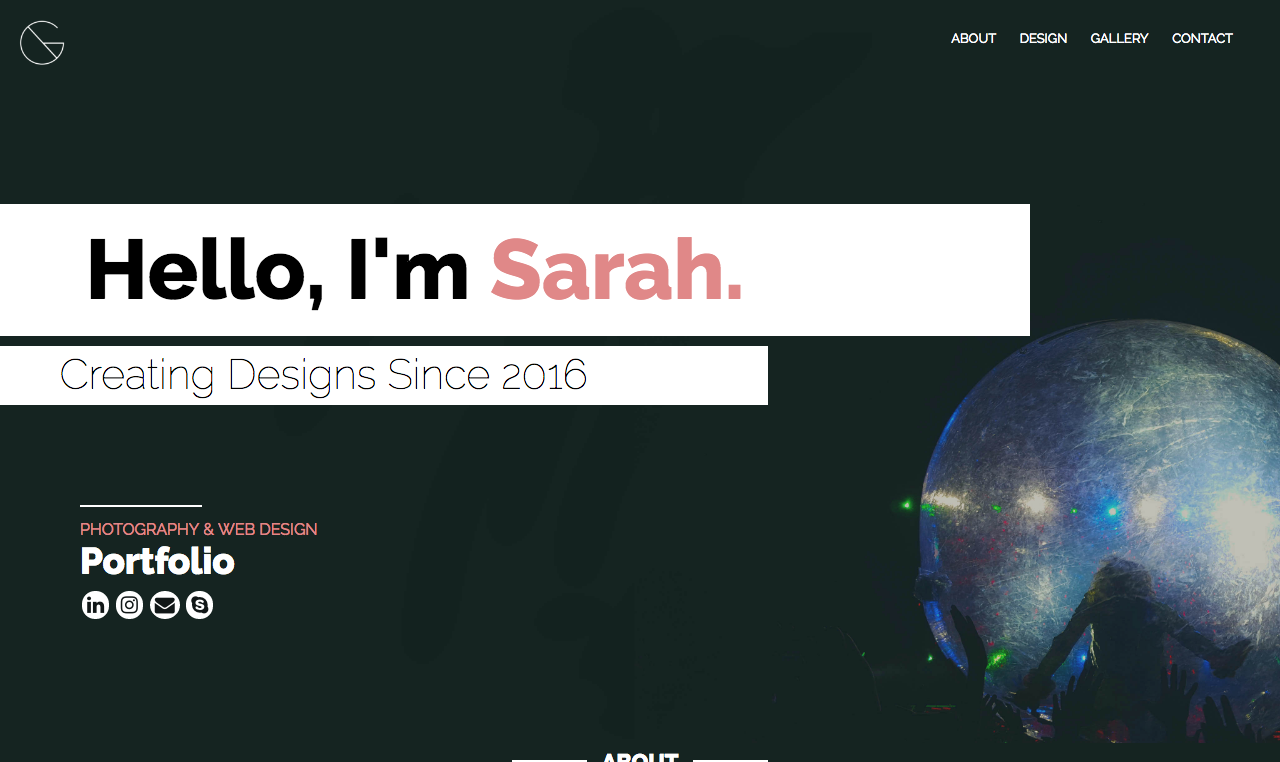 ABOUT DESIGN GALLERY CONTACT
Hello, I'm Sarah.
Creating Designs Since 2016
PHOTOGRAPHY & WEB DESIGN
Portfolio
ABOUT